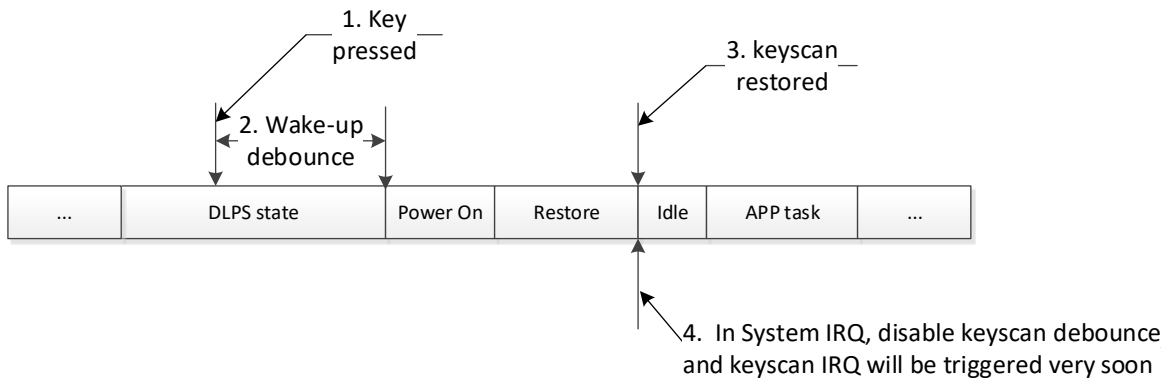 1. Key
pressed
3. keyscan
restored
2. Wake-up
debounce
...
DLPS state
Power On
Restore
Idle
APP task
...
4. In System IRQ, disable keyscan debounce
and keyscan IRQ will be triggered very soon